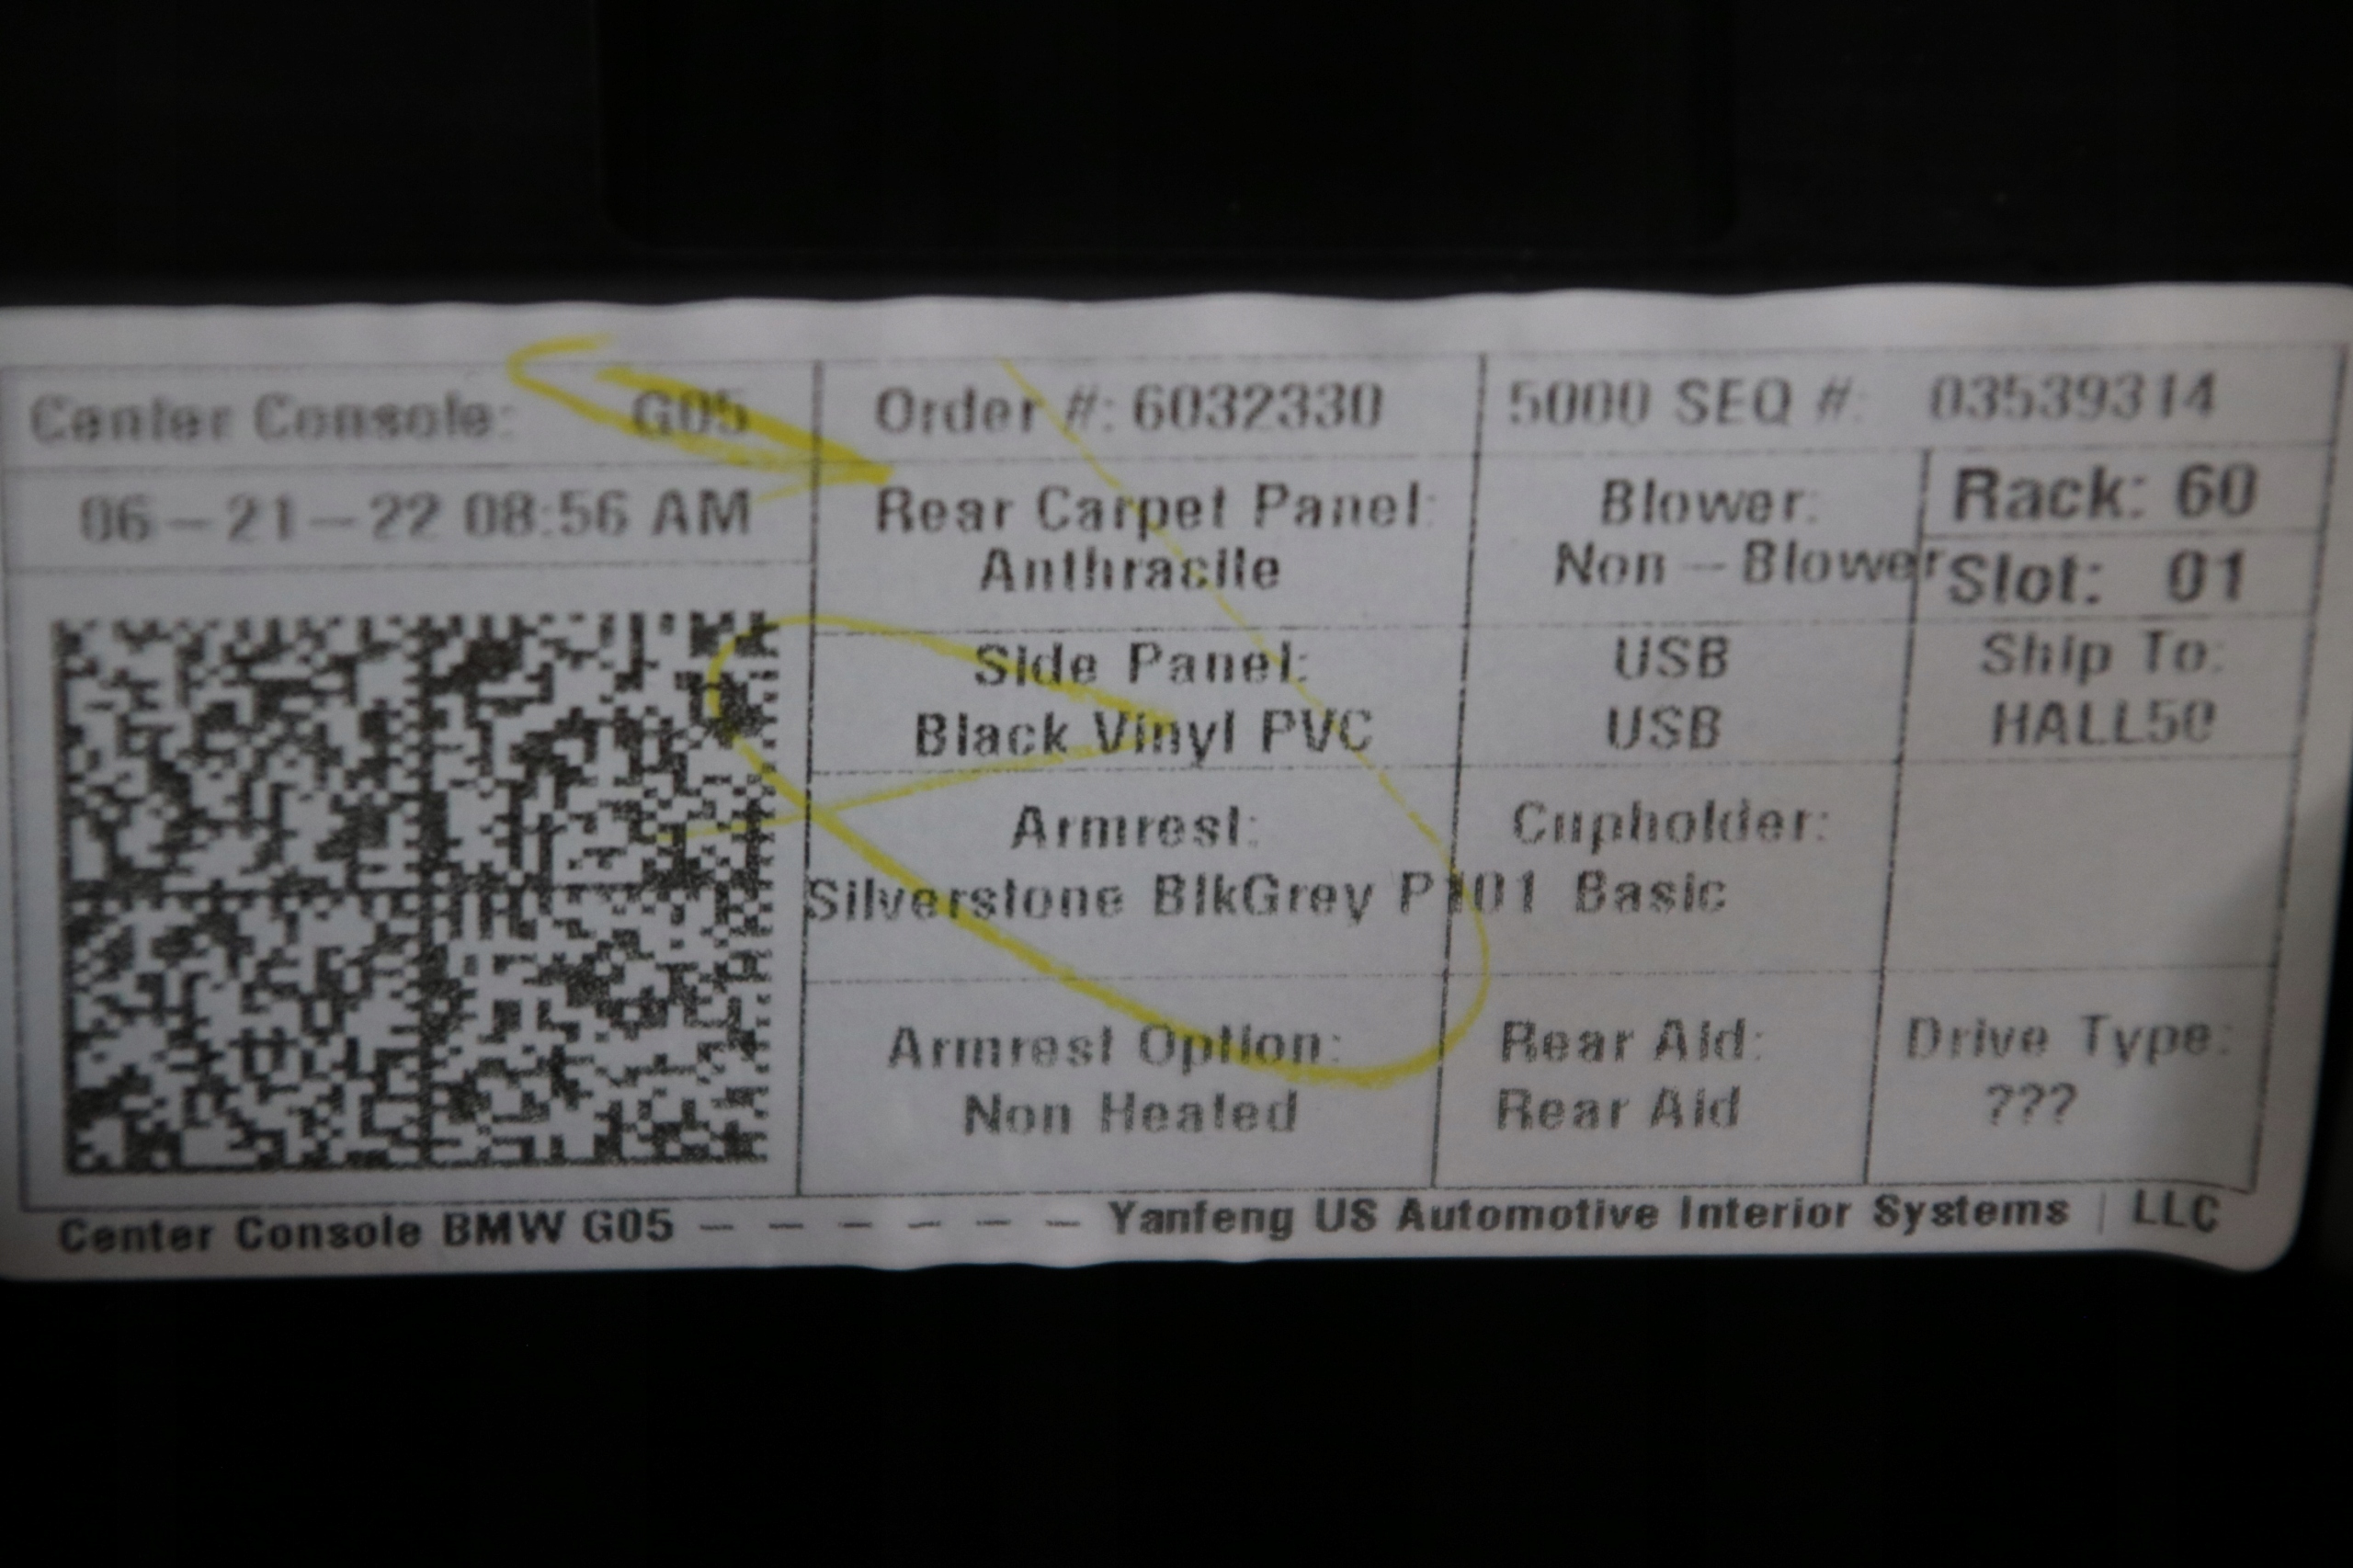 Center Console: G05
Order #: 6032330
5000 SEQ #: 03539314
06-21-22 08:56 AM
Rear Carpet Panel:
Anthracite
Blower:
Non-Blower
Rack: 60
Slot: 01
Side Panel:
Black Vinyl PVC
USB
USB
Ship To:
HALL50
Armrest:
Silverstone BlkGrey P101
Cupholder:
Basic
Armrest Option:
Non Heated
Rear Aid:
Rear Aid
Drive Type:
???
Center Console BMW G05 - - - - - - Yanfeng US Automotive Interior Systems | LLC